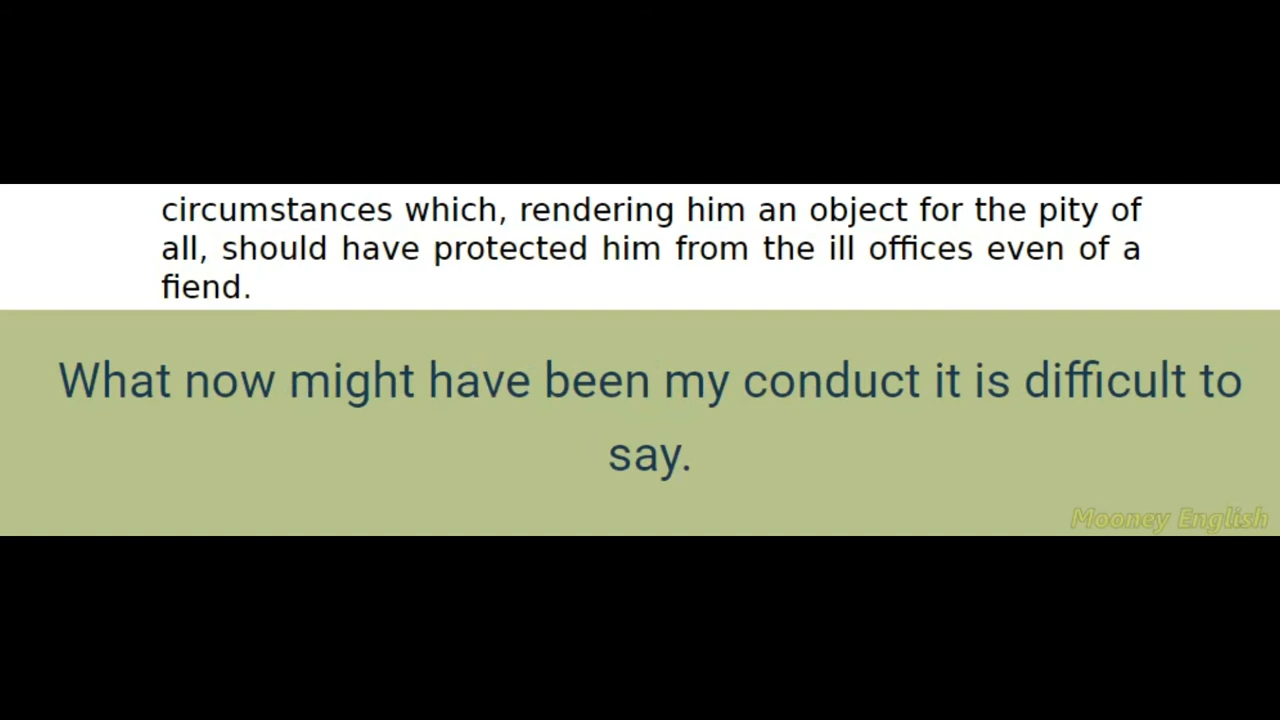 circumstances which, rendering him an object for the pity of
all, should have protected him from the ill offices even of a
fiend.
What now might have been my conduct it is difficult to
say.
Mooney English